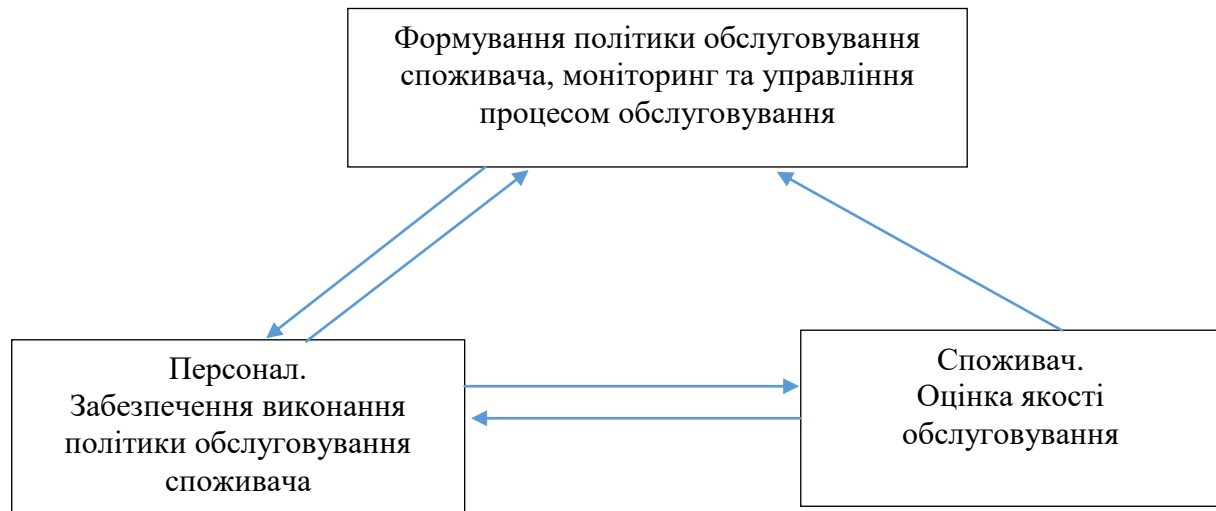 Формування політики обслуговування
споживача, моніторинг та управління
процесом обслуговування
Персонал.
Забезпечення виконання
політики обслуговування
споживача
Споживач.
Оцінка якості
обслуговування